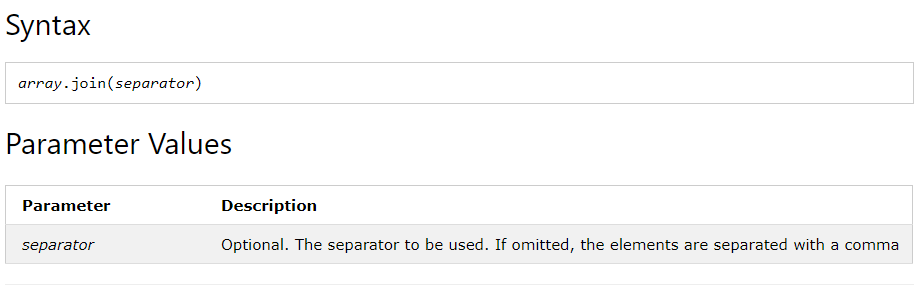 Syntax
array.join(separator)
Parameter Values
Parameter Description
separator Optional. The separator to be used. If omitted, the elements are separated with a comma